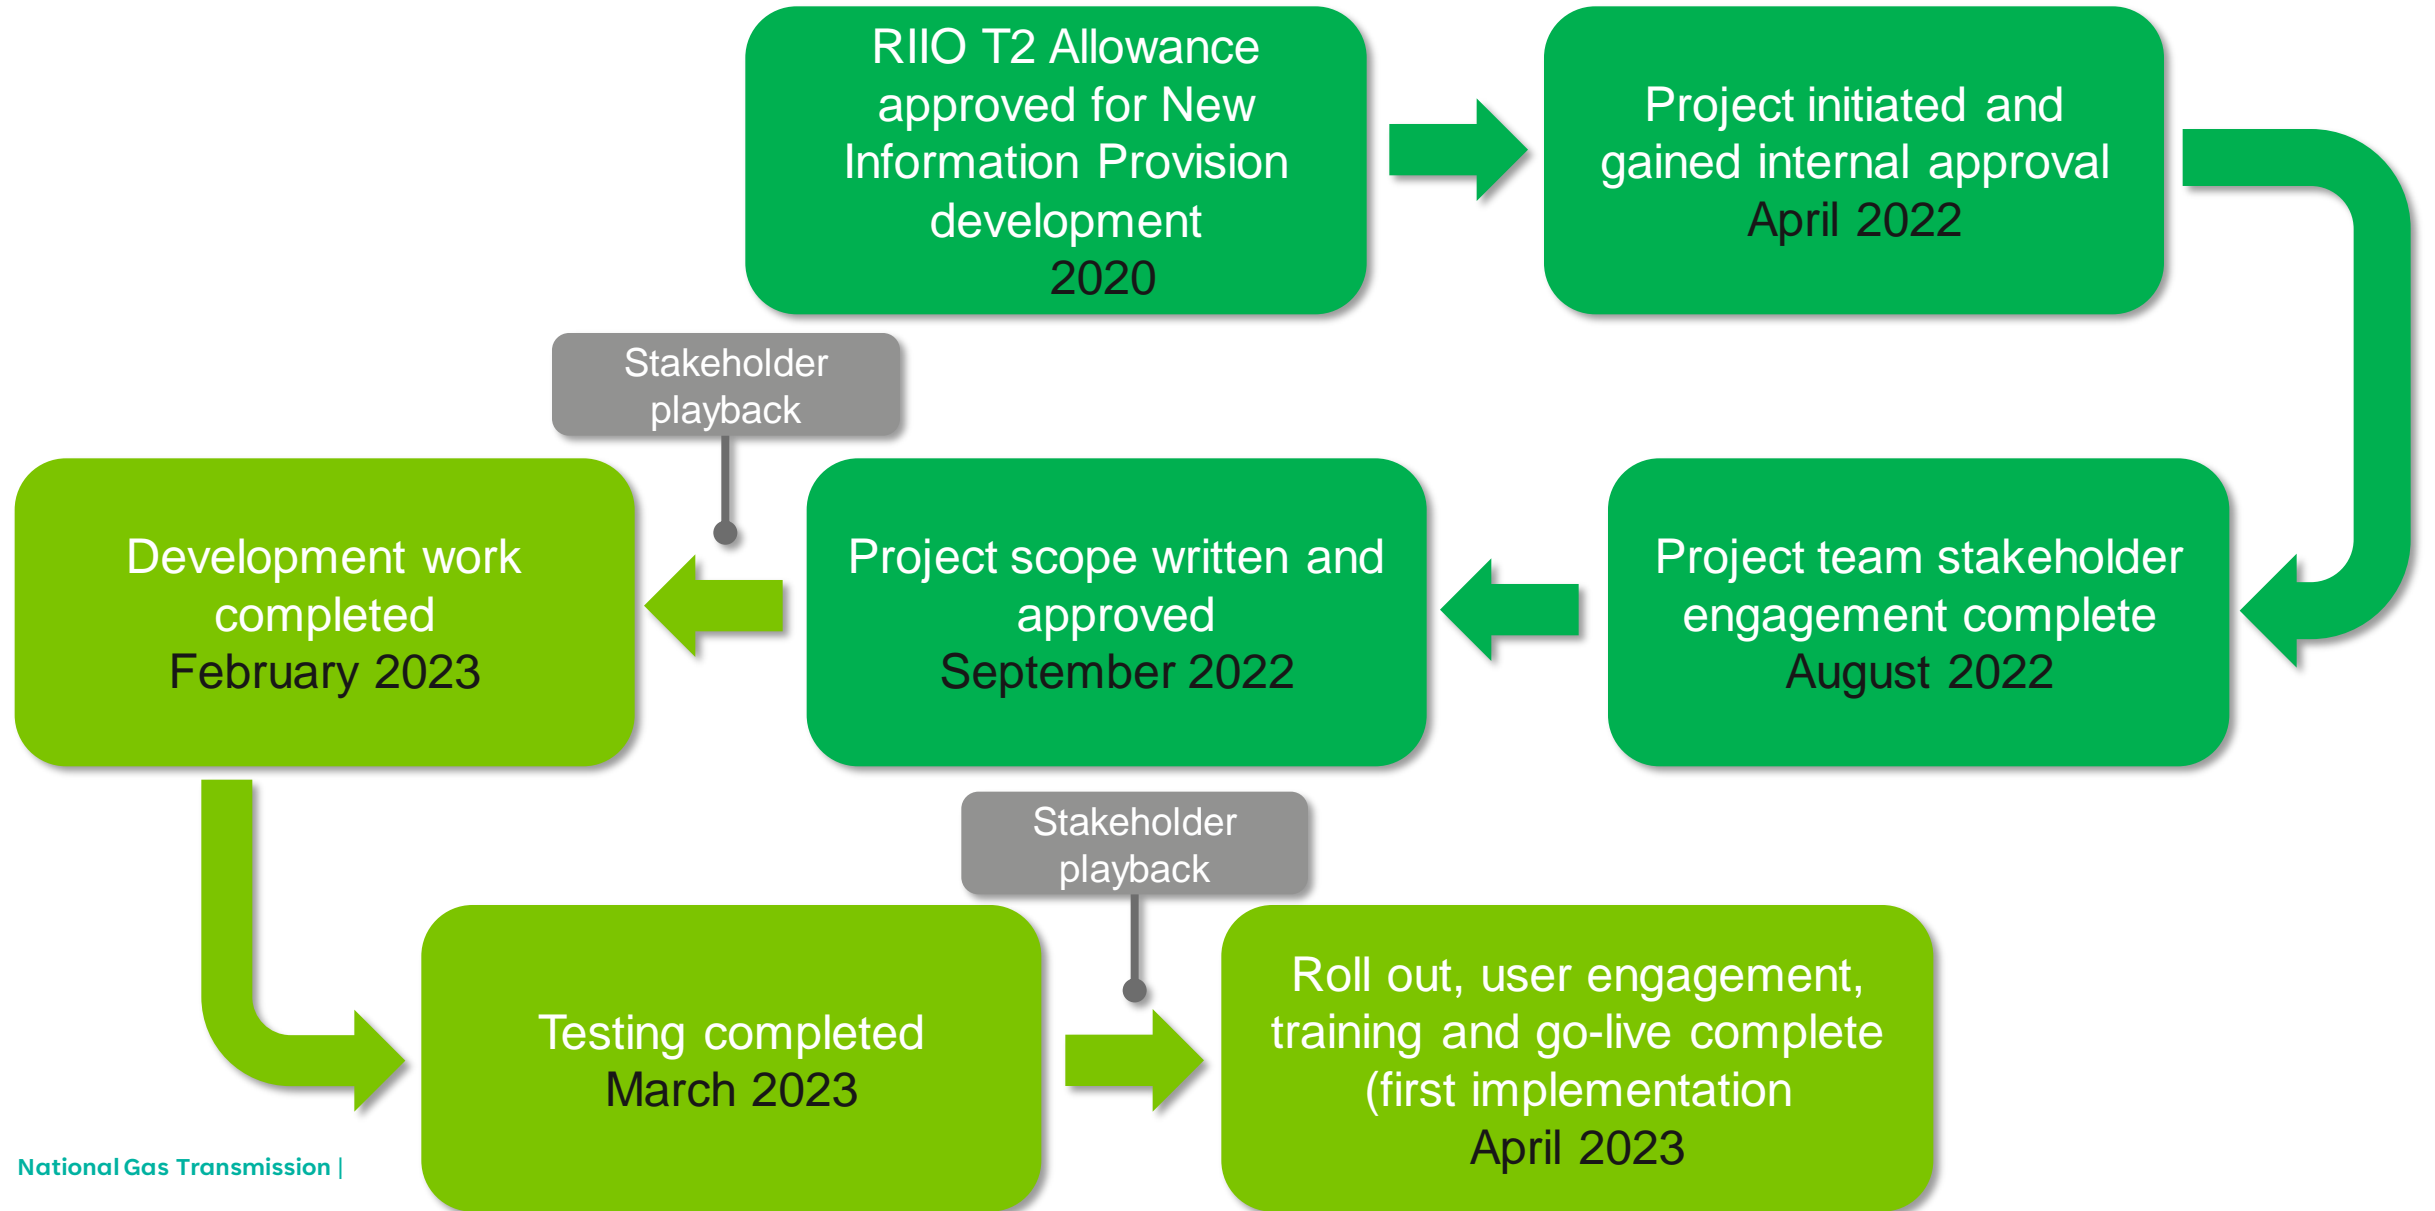 RIIO T2 Allowance
approved for New
Information Provision
development
2020
Project initiated and
gained internal approval
April 2022
Project team stakeholder
engagement complete
August 2022
Project scope written and
approved
September 2022
Stakeholder
playback
Development work
completed
February 2023
Testing completed
March 2023
Stakeholder
playback
Roll out, user engagement,
training and go-live complete
(first implementation
April 2023
National Gas Transmission |